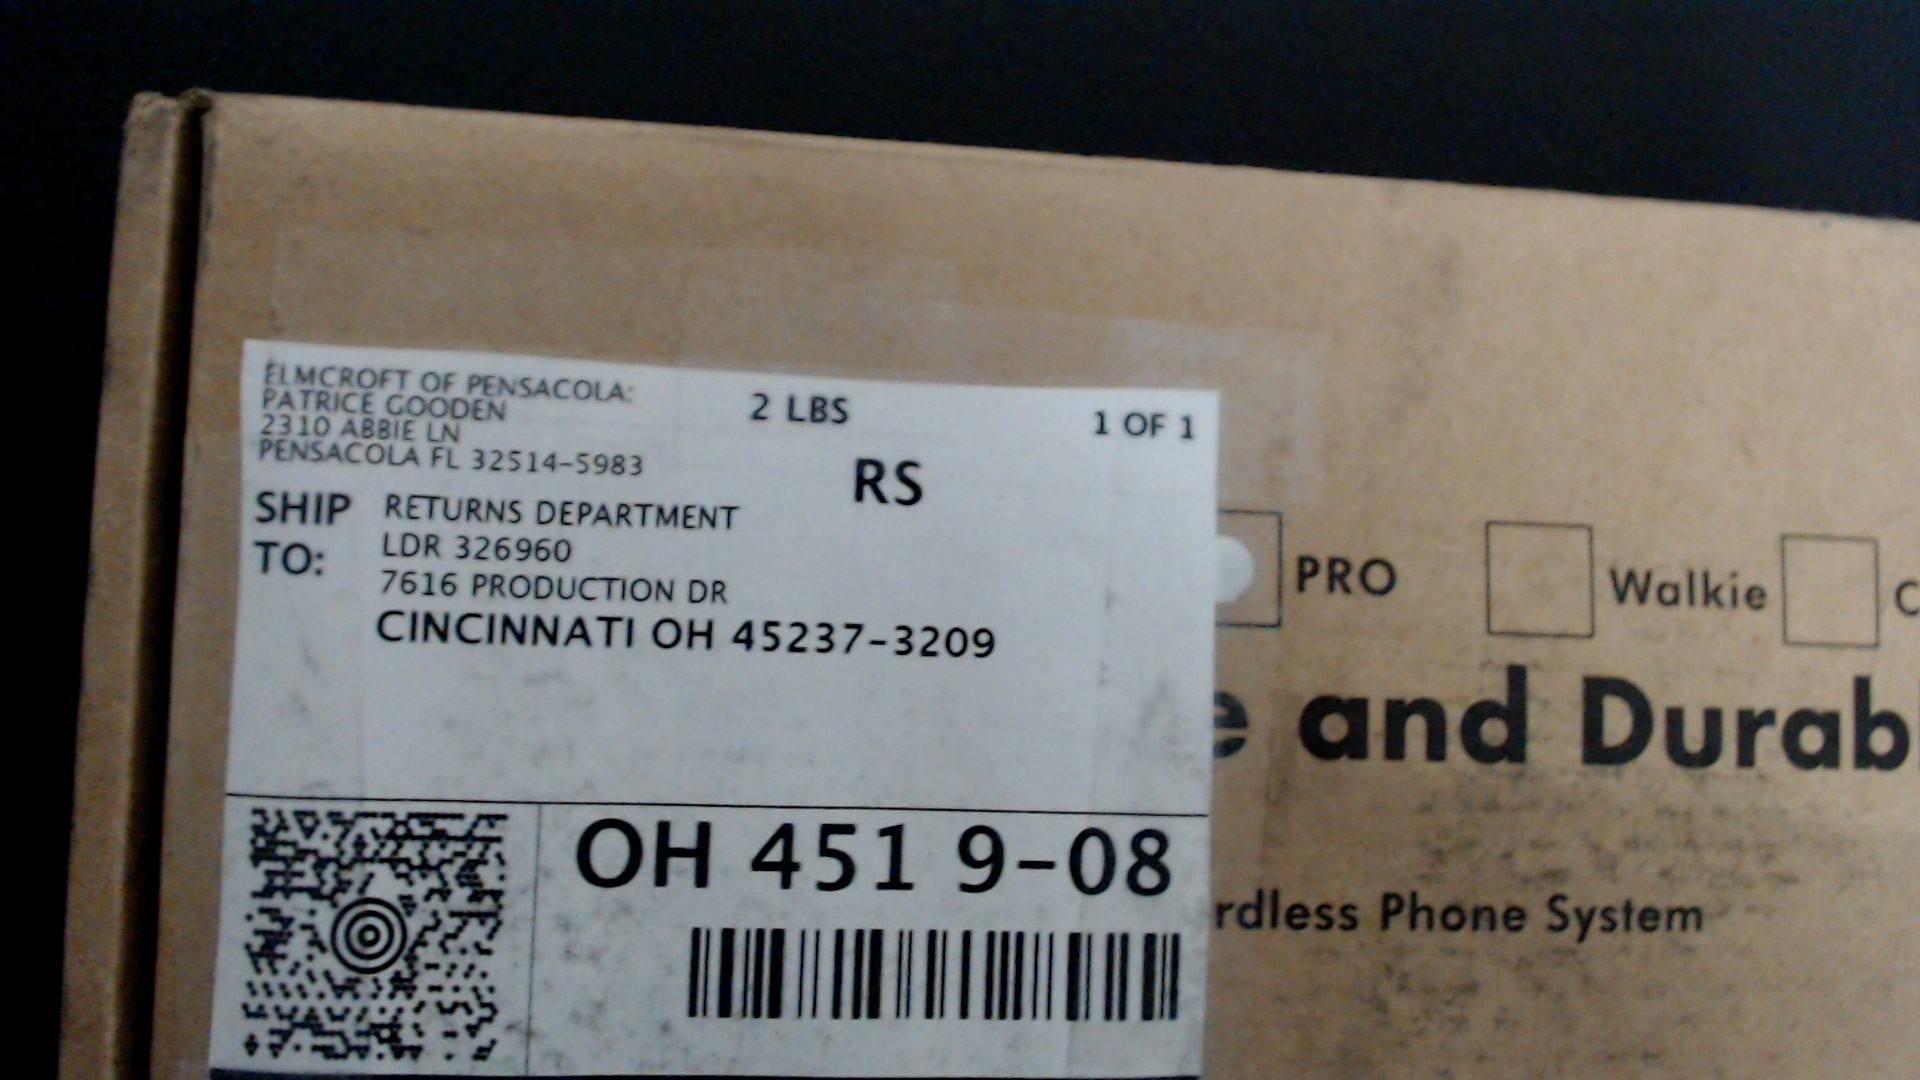 ELMCROFT OF PENSACOLA:
PATRICE GOODEN
2310 ABBIE LN
PENSACOLA FL 32514-5983
2 LBS
1 OF 1
RS
SHIP TO:
RETURNS DEPARTMENT
LDR 326960
7616 PRODUCTION DR
CINCINNATI OH 45237-3209
OH 451 9-08
PRO
Walkie
and
Phone System